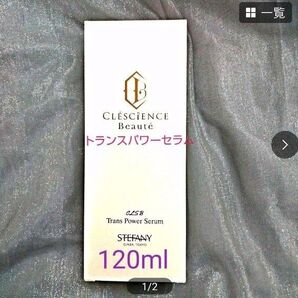 一覧
CLÉSCIENCE
Beauté
トランスパワーセラム
CLSB
Trans Power Serum
STEFANY
120ml
1/2